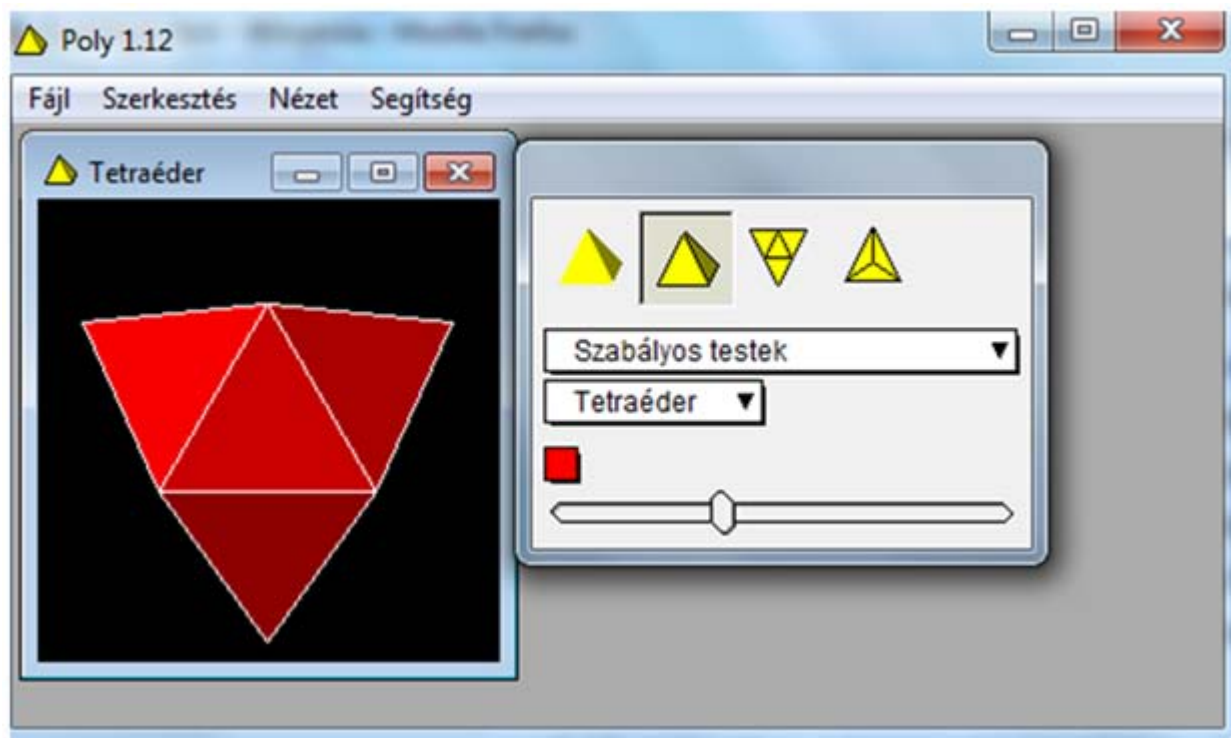 Poly 1.12
Fájl Szerkesztés Nézet Segítség
Tetraéder
Szabályos testek
Tetraéder